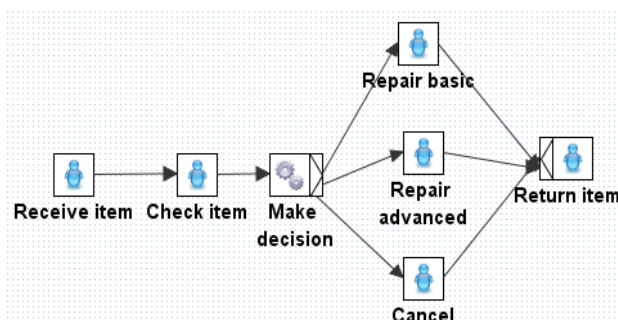 Repair basic
Receive item
Check item
Make
decision
Repair
advanced
Return item
Cancel